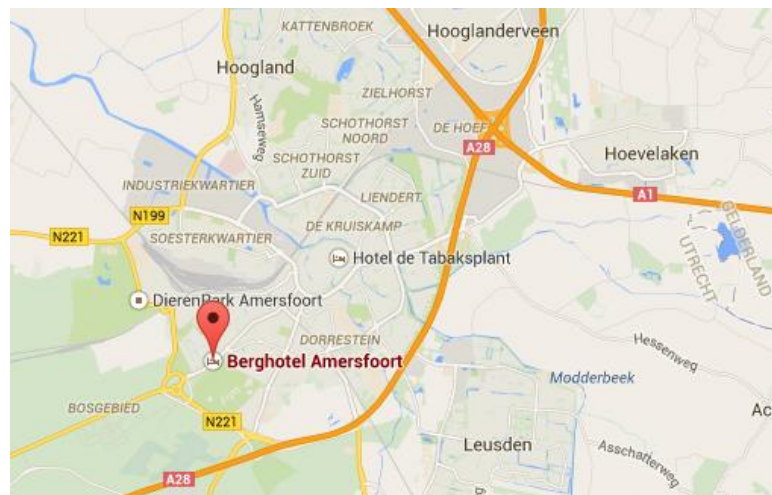 KATTENBROEK
Hooglanderveen
Hoogland
ZIELHORST
Hamseweg
SCHOTHORST
NOORD
DE HOEF
A28
SCHOTHORST
ZUID
Hoevelaken
INDUSTRIEKWARTIER
LIENDERT
A1
N199
DE KRUISKAMP
GELDERLAND
UTRECHT
N221
SOESTERKWARTIER
Hotel de Tabaksplant
DierenPark Amersfoort
DORRESTEIN
Hessenweg
Berghotel Amersfoort
Modderbeek
BOSGEBIED
N221
Ac
Leusden
Asschatterweg
A28